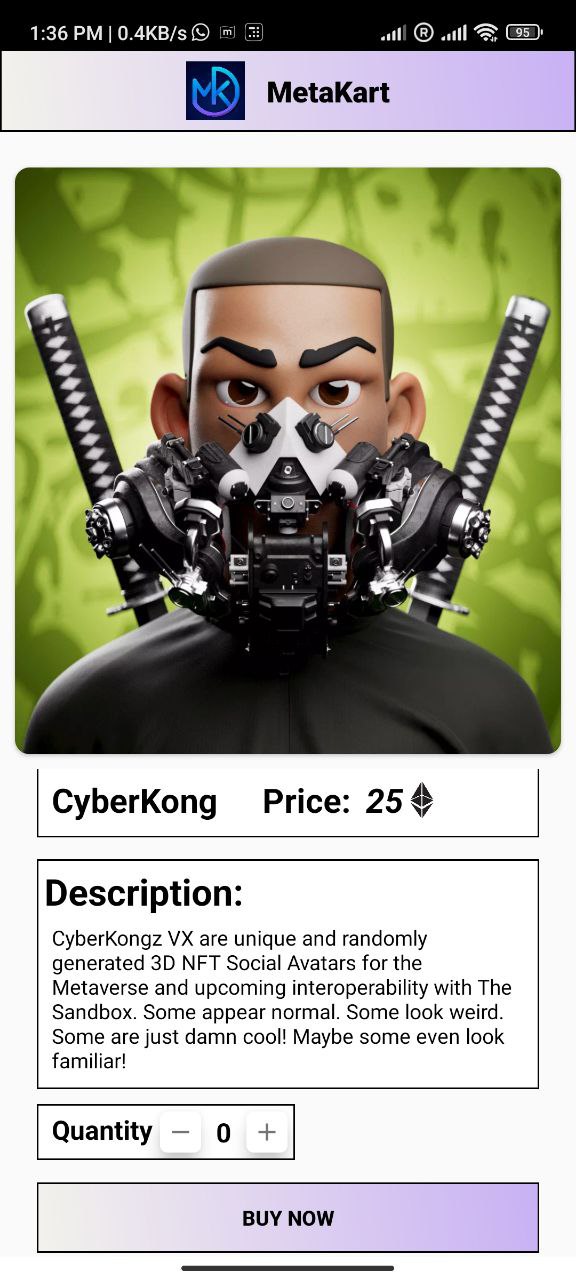 1:36 PM | 0.4KB/s m R 95
MK MetaKart
CyberKong Price: 25
Description:
CyberKongz VX are unique and randomly
generated 3D NFT Social Avatars for the
Metaverse and upcoming interoperability with The
Sandbox. Some appear normal. Some look weird.
Some are just damn cool! Maybe some even look
familiar!
Quantity − 0 +
BUY NOW